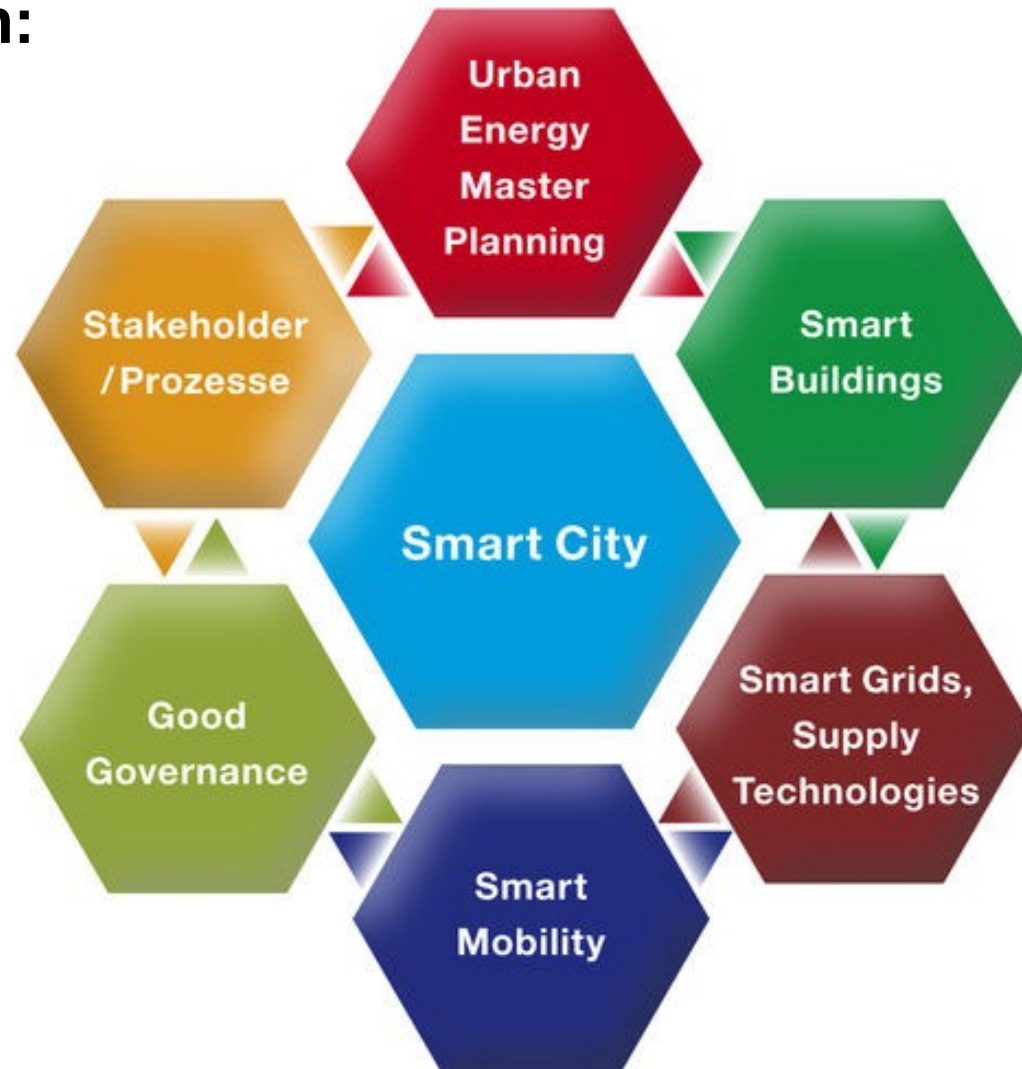 n:
Urban
Energy
Master
Planning
Stakeholder
/Prozesse
Smart
Buildings
Smart City
Good
Governance
Smart Grids,
Supply
Technologies
Smart
Mobility